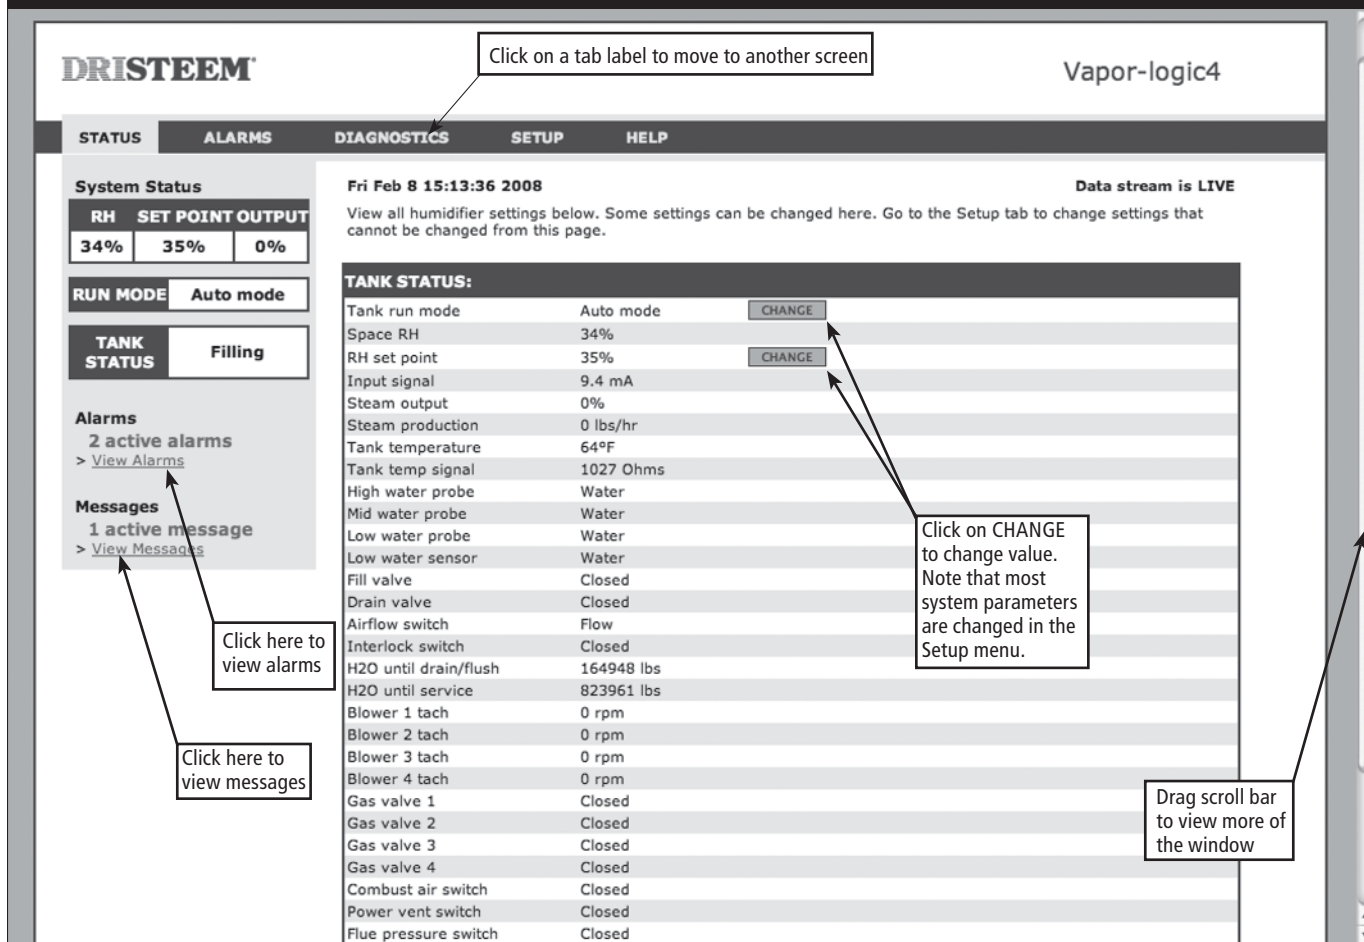 Click on a tab label to move to another screen
DRISTEEM®
Vapor-logic4
STATUS ALARMS DIAGNOSTICS SETUP HELP
System Status
RH SET POINT OUTPUT
34% 35% 0%
RUN MODE Auto mode
TANK STATUS Filling
Alarms
2 active alarms
> View Alarms
Messages
1 active message
> View Messages
Click here to
view alarms
Click here to
view messages
Fri Feb 8 15:13:36 2008 Data stream is LIVE
View all humidifier settings below. Some settings can be changed here. Go to the Setup tab to change settings that
cannot be changed from this page.
TANK STATUS:
Tank run mode Auto mode CHANGE
Space RH 34%
RH set point 35% CHANGE
Input signal 9.4 mA
Steam output 0%
Steam production 0 lbs/hr
Tank temperature 64ºF
Tank temp signal 1027 Ohms
High water probe Water
Mid water probe Water
Low water probe Water
Low water sensor Water
Fill valve Closed
Drain valve Closed
Airflow switch Flow
Interlock switch Closed
H2O until drain/flush 164948 lbs
H2O until service 823961 lbs
Blower 1 tach 0 rpm
Blower 2 tach 0 rpm
Blower 3 tach 0 rpm
Blower 4 tach 0 rpm
Gas valve 1 Closed
Gas valve 2 Closed
Gas valve 3 Closed
Gas valve 4 Closed
Combust air switch Closed
Power vent switch Closed
Flue pressure switch Closed
Click on CHANGE
to change value.
Note that most
system parameters
are changed in the
Setup menu.
Drag scroll bar
to view more of
the window